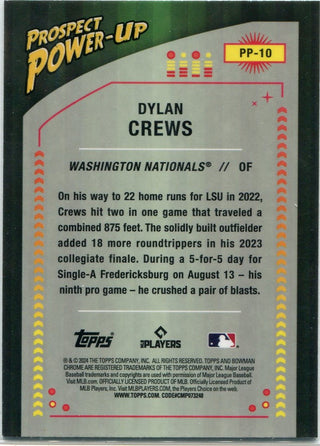 PROSPECT
POWER-UP
PP-10
DYLAN
CREWS
WASHINGTON NATIONALS® // OF
On his way to 22 home runs for LSU in 2022,
Crews hit two in one game that traveled a
combined 875 feet. The solidly built outfielder
added 18 more roundtrippers in his 2023
collegiate finale. During a 5-for-5 day for
Single-A Fredericksburg on August 13 – his
ninth pro game – he crushed a pair of blasts.
Topps
MLB PLAYERS
® & © 2024 THE TOPPS COMPANY, INC. ALL RIGHTS RESERVED. TOPPS AND BOWMAN
CHROME ARE REGISTERED TRADEMARKS OF THE TOPPS COMPANY, INC. Major League
Baseball trademarks and copyrights are used with permission of Major League Baseball.
Visit MLB.com. OFFICIALLY LICENSED PRODUCT OF MLB. Officially Licensed Product of
MLB Players, Inc. Visit MLBPLAYERS.com, the Players Choice on the web.
WWW.TOPPS.COM. CODE#CMP073248